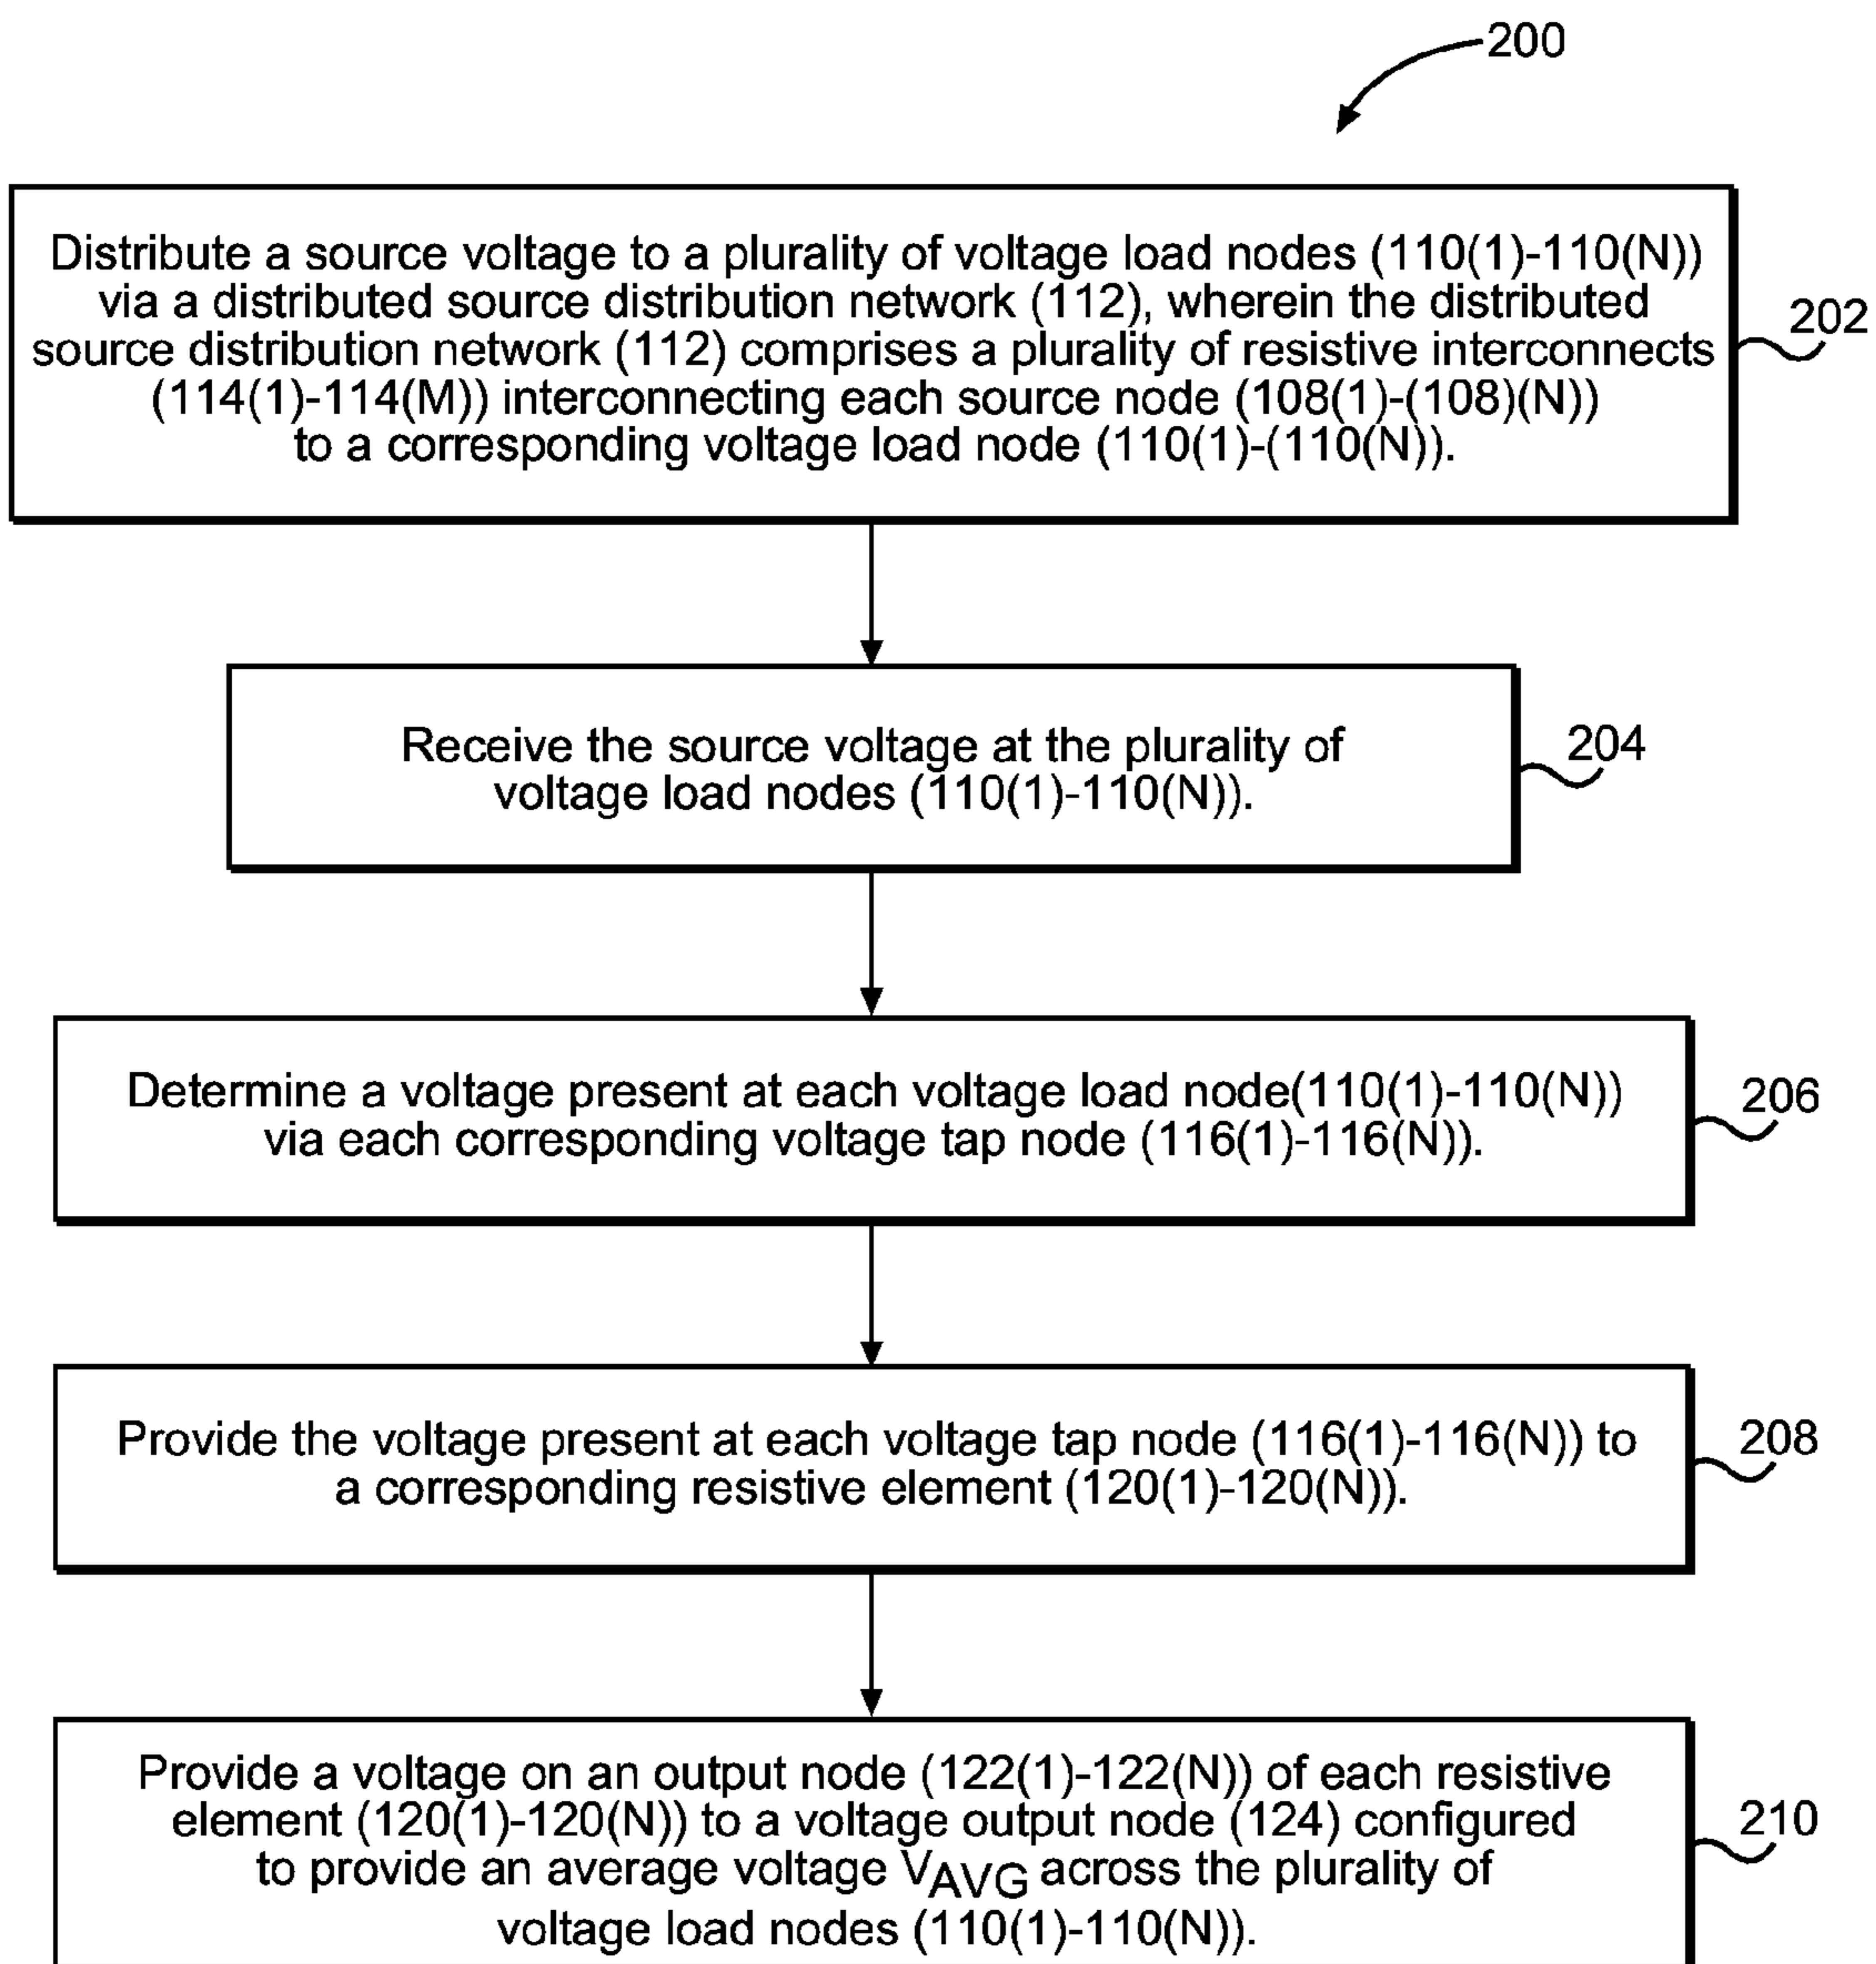 200
Distribute a source voltage to a plurality of voltage load nodes (110(1)-110(N))
via a distributed source distribution network (112), wherein the distributed
source distribution network (112) comprises a plurality of resistive interconnects
(114(1)-114(M)) interconnecting each source node (108(1)-(108)(N))
to a corresponding voltage load node (110(1)-(110(N)).
202
Receive the source voltage at the plurality of
voltage load nodes (110(1)-110(N)).
204
Determine a voltage present at each voltage load node(110(1)-110(N))
via each corresponding voltage tap node (116(1)-116(N)).
206
Provide the voltage present at each voltage tap node (116(1)-116(N)) to
a corresponding resistive element (120(1)-120(N)).
208
Provide a voltage on an output node (122(1)-122(N)) of each resistive
element (120(1)-120(N)) to a voltage output node (124) configured
to provide an average voltage VAVG across the plurality of
voltage load nodes (110(1)-110(N)).
210